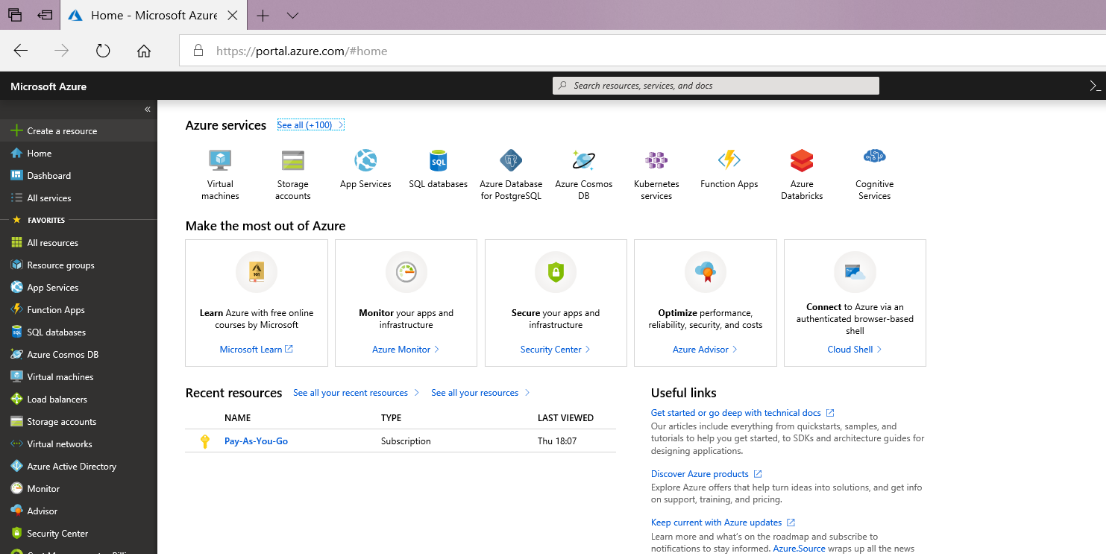 Home - Microsoft Azure
https://portal.azure.com/#home
Microsoft Azure
Search resources, services, and docs
Create a resource
Home
Dashboard
All services
FAVORITES
All resources
Resource groups
App Services
Function Apps
SQL databases
Azure Cosmos DB
Virtual machines
Load balancers
Storage accounts
Virtual networks
Azure Active Directory
Monitor
Advisor
Security Center
Azure services See all (+100)
Virtual
machines
Storage
accounts
App Services
SQL
SQL databases
Azure Database
for PostgreSQL
Azure Cosmos
DB
Kubernetes
services
Function Apps
Azure
Databricks
Cognitive
Services
Make the most out of Azure
Learn Azure with free online
courses by Microsoft
Microsoft Learn
Monitor your apps and
infrastructure
Azure Monitor
Secure your apps and
infrastructure
Security Center
Optimize performance,
reliability, security, and costs
Azure Advisor
Connect to Azure via an
authenticated browser-based
shell
Cloud Shell
Recent resources See all your recent resources See all your resources
NAME TYPE LAST VIEWED
Pay-As-You-Go Subscription Thu 18:07
Useful links
Get started or go deep with technical docs
Our articles include everything from quickstarts, samples, and
tutorials to help you get started, to SDKs and architecture guides for
designing applications.
Discover Azure products
Explore Azure offers that help turn ideas into solutions, and get info
on support, training, and pricing.
Keep current with Azure updates
Learn more and what's on the roadmap and subscribe to
notifications to stay informed. Azure.Source wraps up all the news